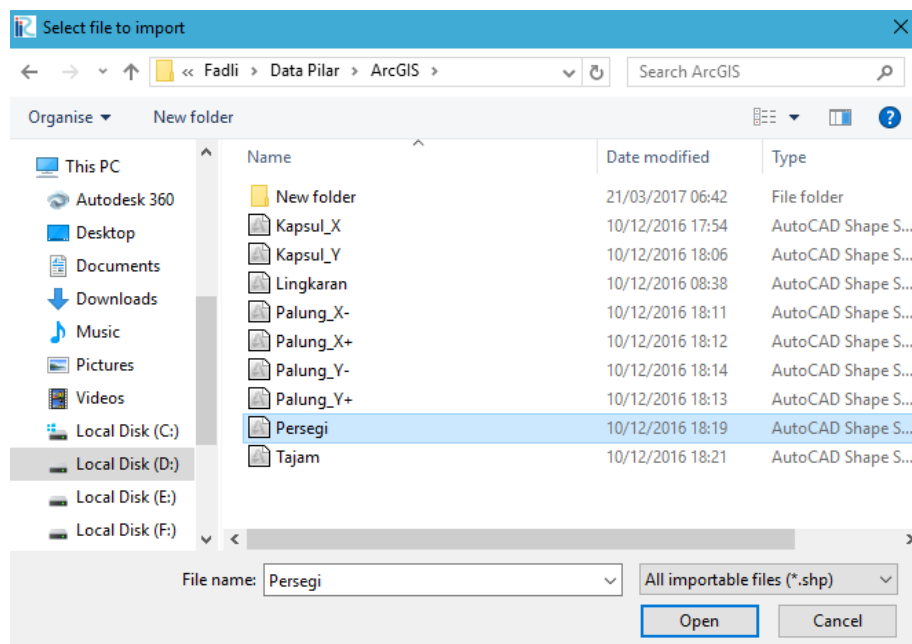 Select file to import
« Fadli > Data Pilar > ArcGIS >
Search ArcGIS
Organise
New folder
This PC
Autodesk 360
Desktop
Documents
Downloads
Music
Pictures
Videos
Local Disk (C:)
Local Disk (D:)
Local Disk (E:)
Local Disk (F:)
Name Date modified Type
New folder 21/03/2017 06:42 File folder
Kapsul_X 10/12/2016 17:54 AutoCAD Shape S...
Kapsul_Y 10/12/2016 18:06 AutoCAD Shape S...
Lingkaran 10/12/2016 08:38 AutoCAD Shape S...
Palung_X- 10/12/2016 18:11 AutoCAD Shape S...
Palung_X+ 10/12/2016 18:12 AutoCAD Shape S...
Palung_Y- 10/12/2016 18:14 AutoCAD Shape S...
Palung_Y+ 10/12/2016 18:13 AutoCAD Shape S...
Persegi 10/12/2016 18:19 AutoCAD Shape S...
Tajam 10/12/2016 18:21 AutoCAD Shape S...
File name: Persegi
All importable files (*.shp)
Open
Cancel